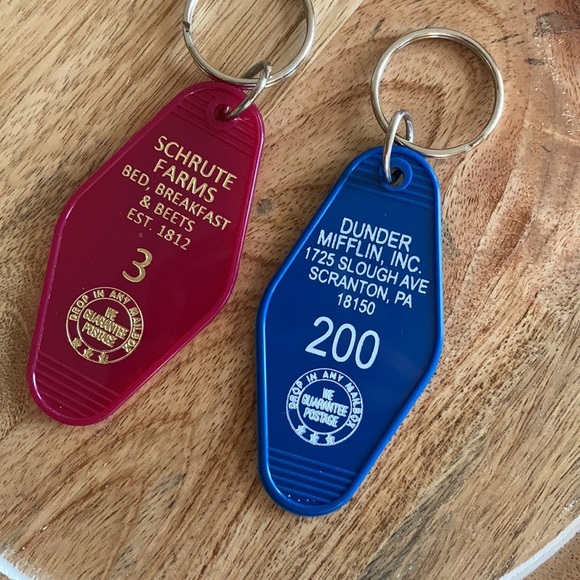 SCHRUTE
FARMS
BED, BREAKFAST
& BEETS
EST. 1812
3
DROP IN ANY MAILBOX
WE
GUARANTEE
POSTAGE
DUNDER
MIFFLIN, INC.
1725 SLOUGH AVE
SCRANTON, PA
18150
200
DROP IN ANY MAILBOX
WE
GUARANTEE
POSTAGE